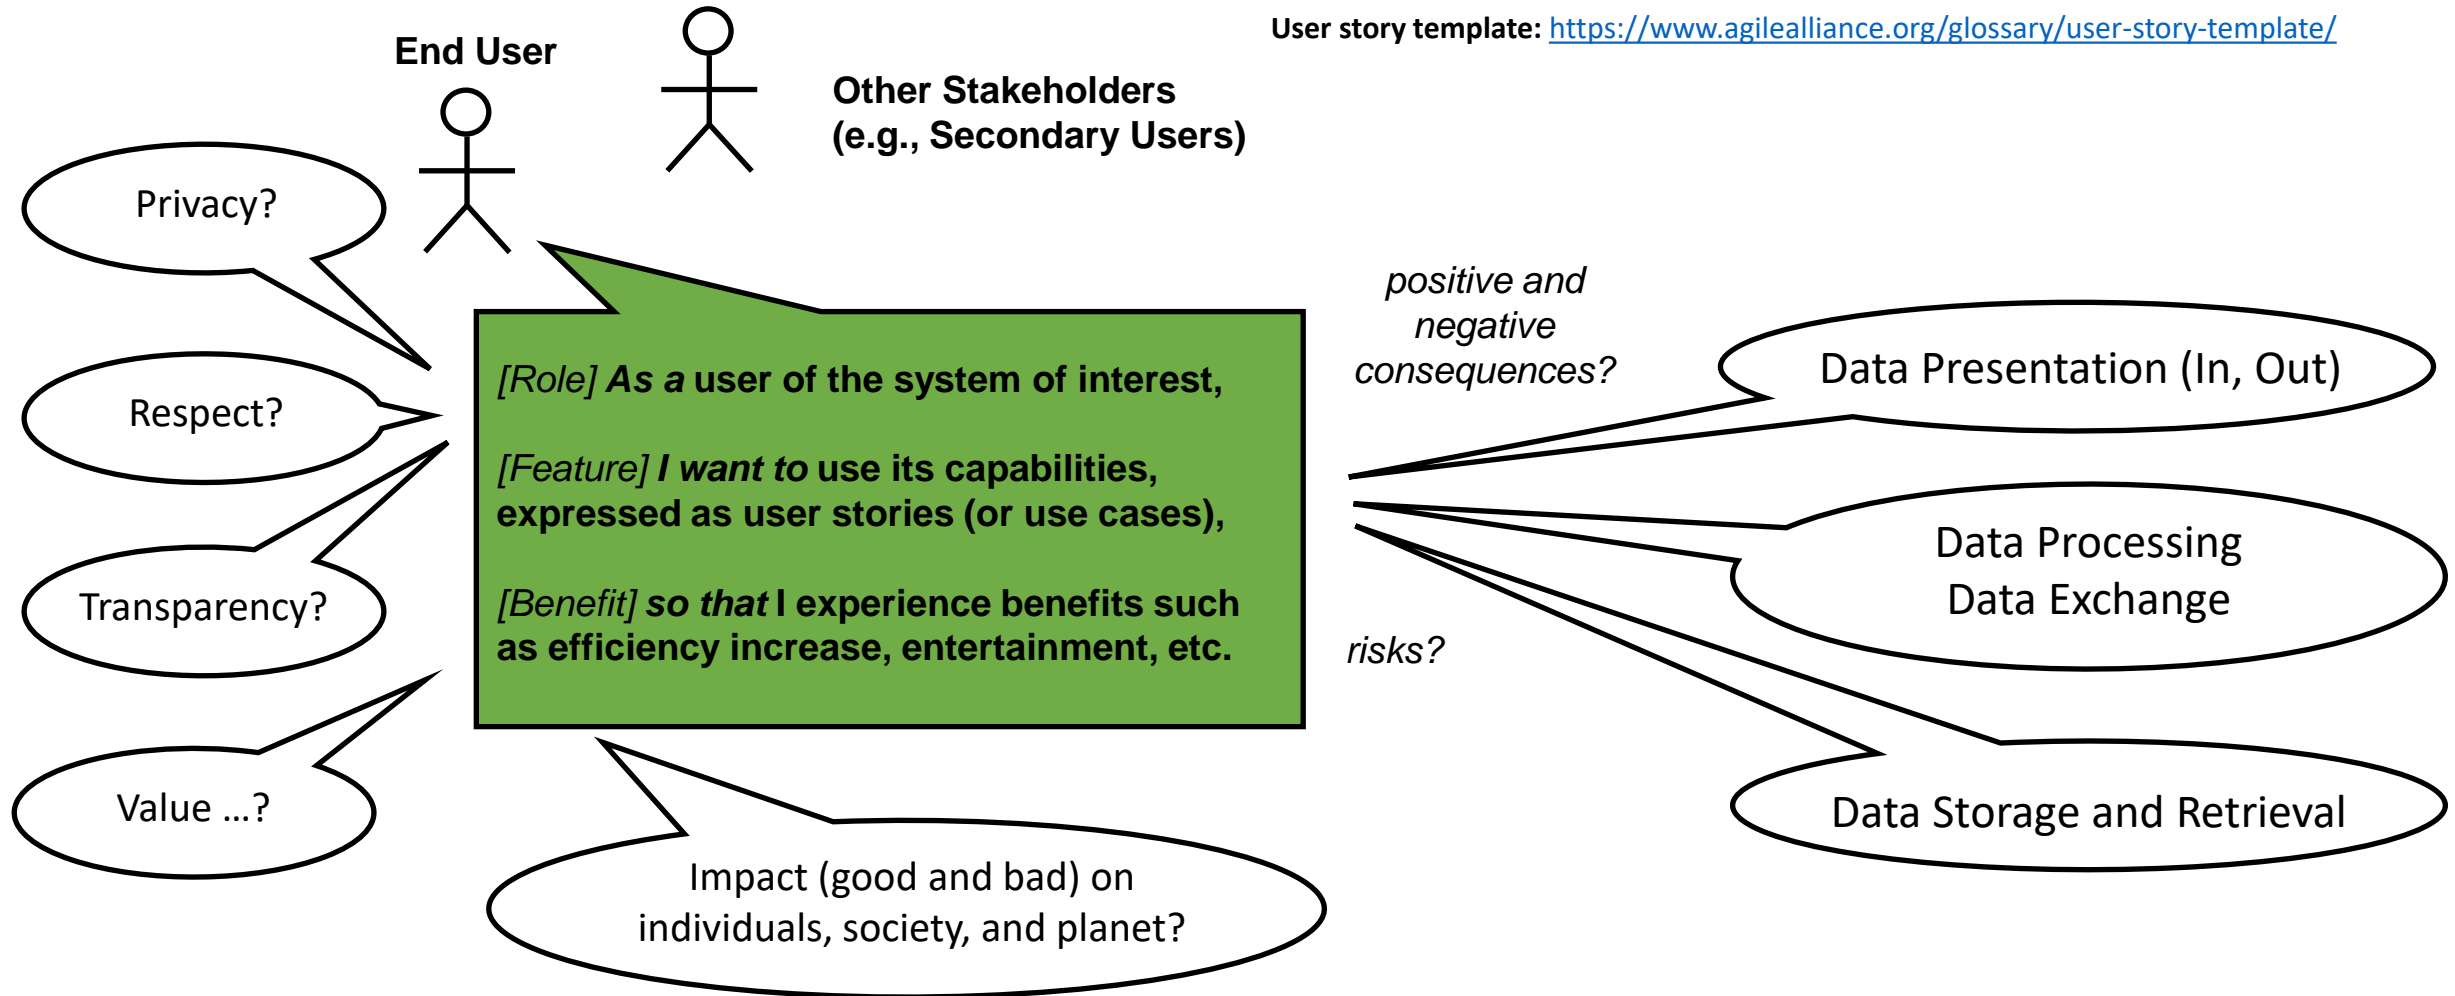 User story template: https://www.agilealliance.org/glossary/user-story-template/
End User
Other Stakeholders
(e.g., Secondary Users)
Privacy?
Respect?
Transparency?
Value ...?
[Role] As a user of the system of interest,
[Feature] I want to use its capabilities,
expressed as user stories (or use cases),
[Benefit] so that I experience benefits such
as efficiency increase, entertainment, etc.
positive and
negative
consequences?
risks?
Data Presentation (In, Out)
Data Processing
Data Exchange
Data Storage and Retrieval
Impact (good and bad) on
individuals, society, and planet?